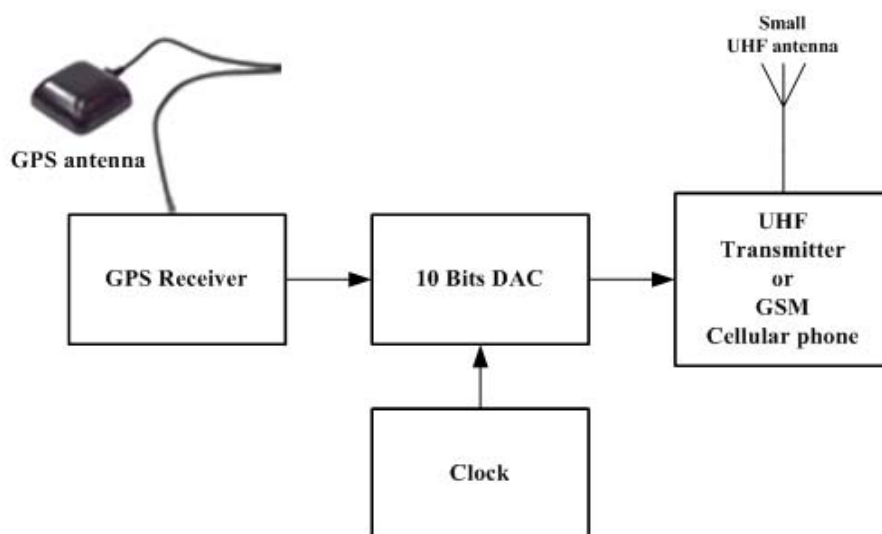 Small
UHF antenna
GPS antenna
GPS Receiver
10 Bits DAC
UHF
Transmitter
or
GSM
Cellular phone
Clock